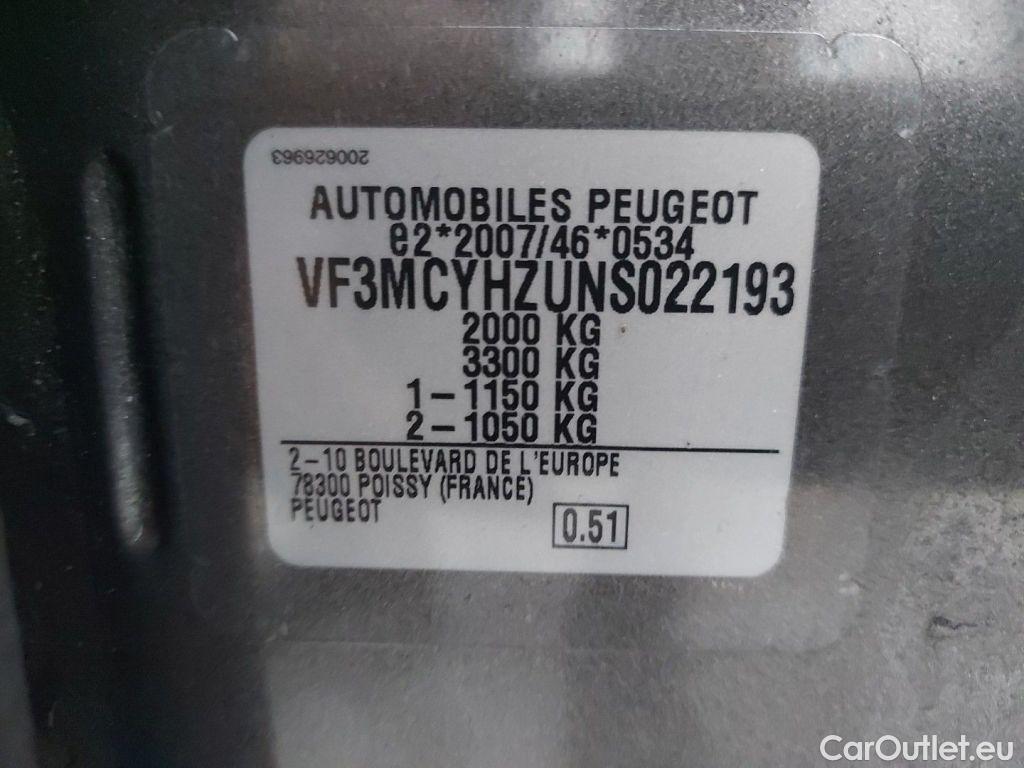 200626963
AUTOMOBILES PEUGEOT
e2*2007/46*0534
VF3MCYHZUNS022193
2000 KG
3300 KG
1-1150 KG
2-1050 KG
2-10 BOULEVARD DE L'EUROPE
78300 POISSY (FRANCE)
PEUGEOT
0.51
CarOutlet.eu